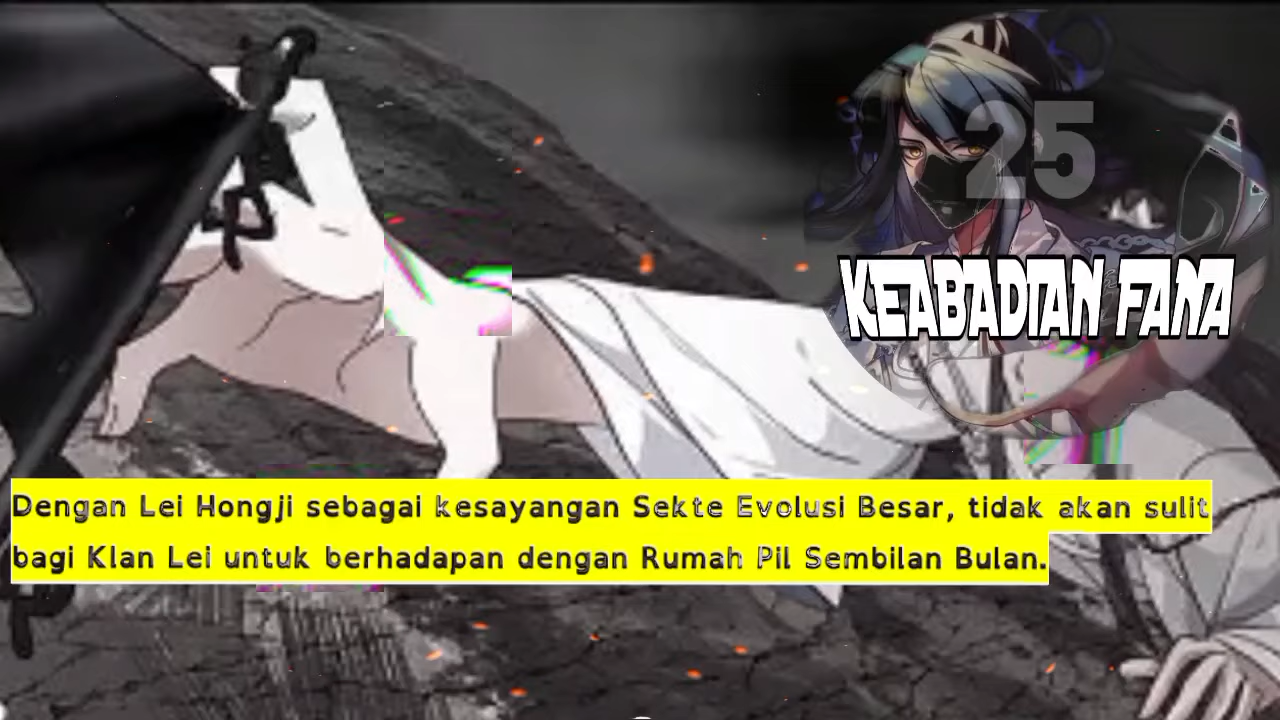 25
KEABADIAN FANA
Dengan Lei Hongji sebagai kesayangan Sekte Evolusi Besar, tidak akan sulit
bagi Klan Lei untuk berhadapan dengan Rumah Pil Sembilan Bulan.